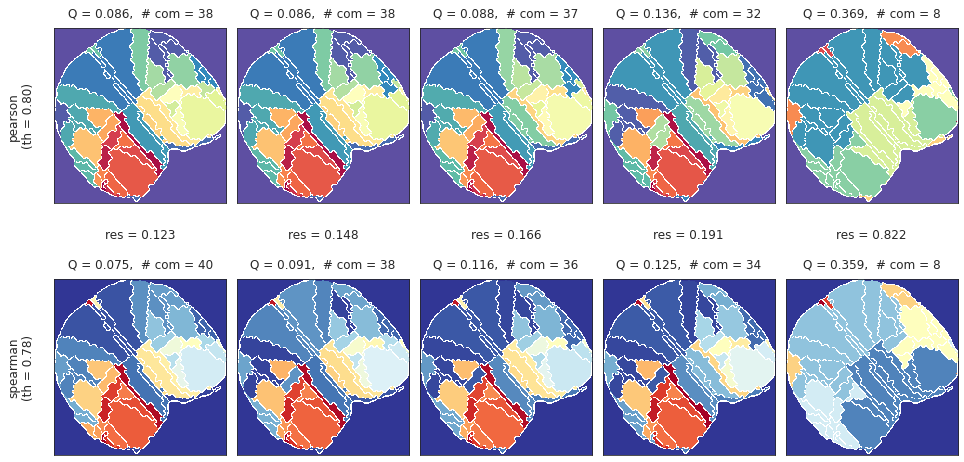 Q = 0.086,  # com = 38
Q = 0.086,  # com = 38
Q = 0.088,  # com = 37
Q = 0.136,  # com = 32
Q = 0.369,  # com = 8
pearson
(th = 0.80)
res = 0.123
res = 0.148
res = 0.166
res = 0.191
res = 0.822
Q = 0.075,  # com = 40
Q = 0.091,  # com = 38
Q = 0.116,  # com = 36
Q = 0.125,  # com = 34
Q = 0.359,  # com = 8
spearman
(th = 0.78)